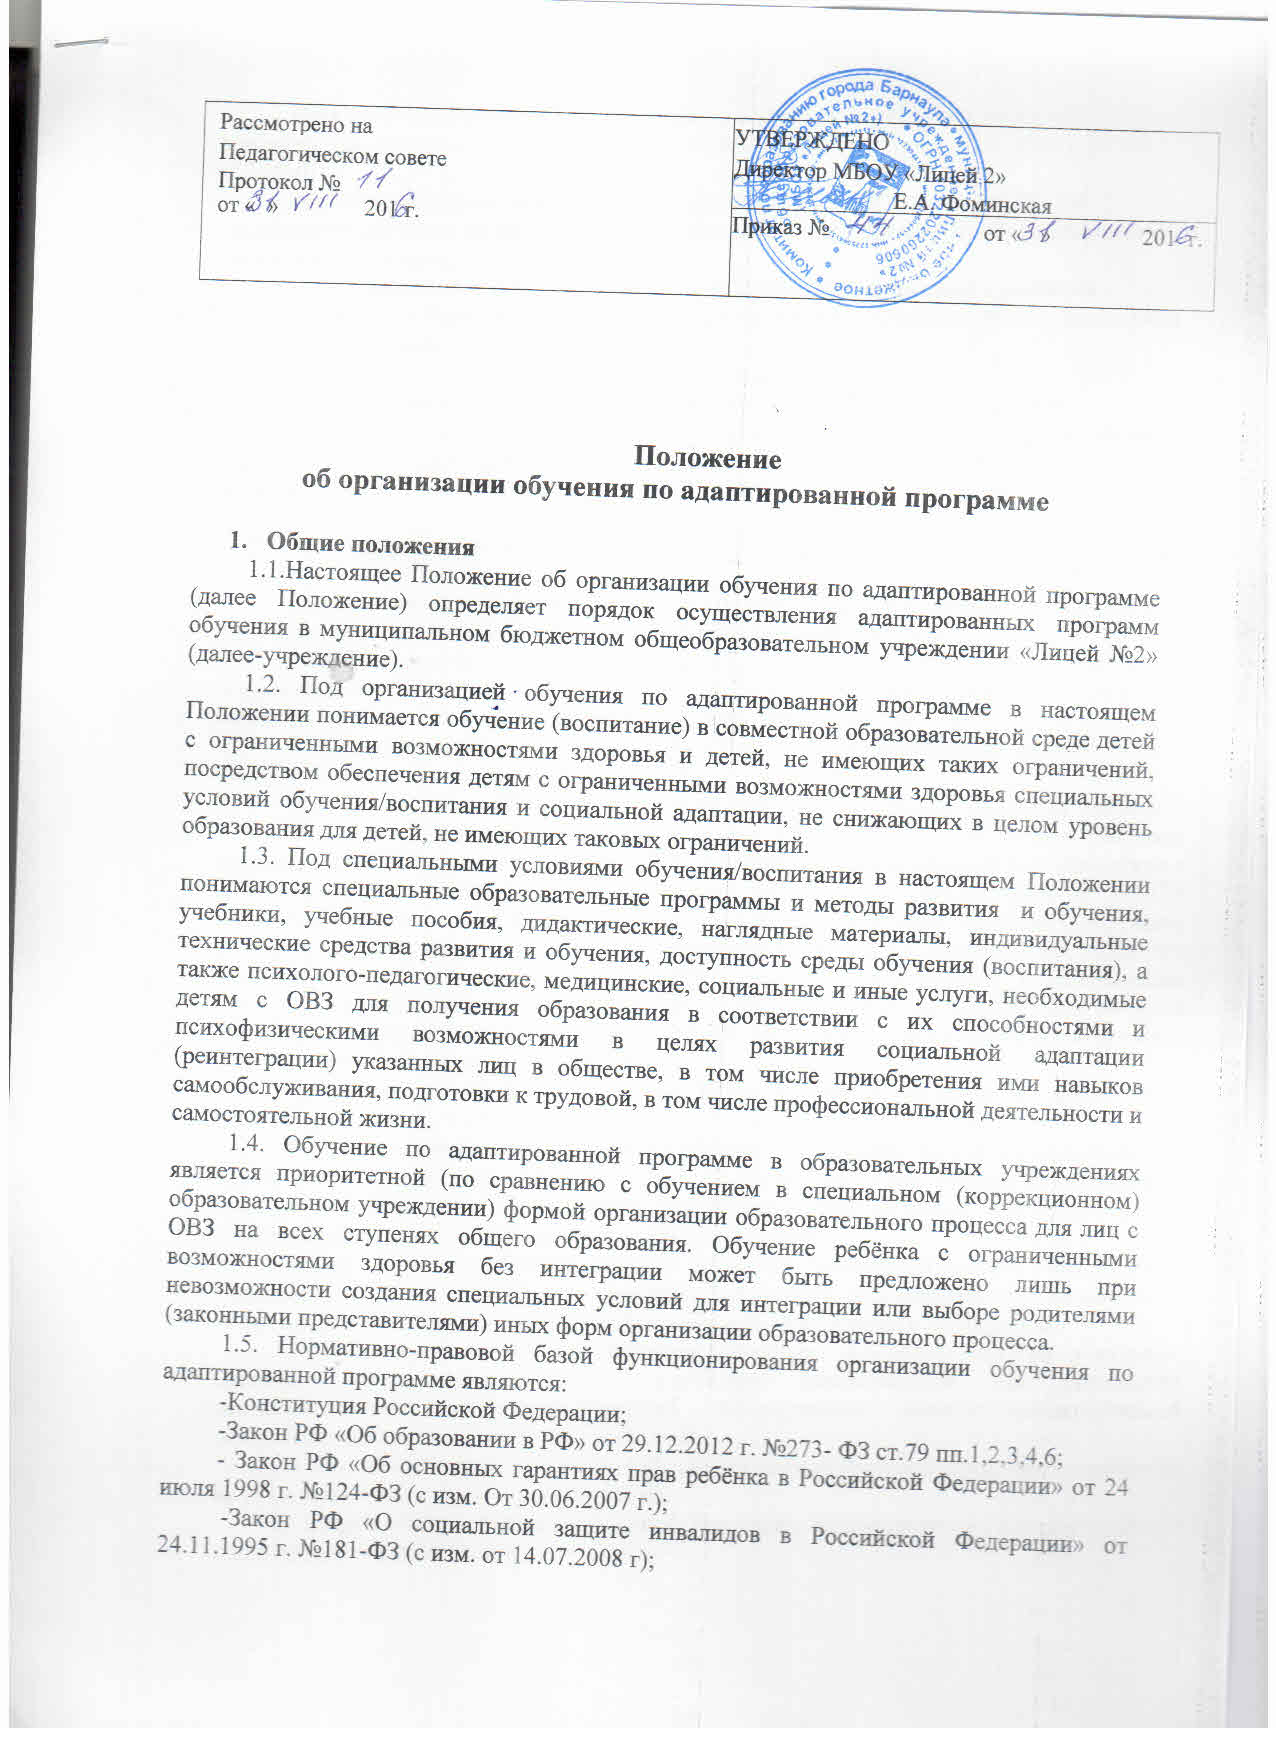 Рассмотрено на
Педагогическом совете
Протокол № 11
от «31» VIII 2016 г.
УТВЕРЖДЕНО
Директор МБОУ «Лицей 2»
Е.А. Фоминская
Приказ № от «31» VIII 2016 г.
Положение
об организации обучения по адаптированной программе
1. Общие положения
1.1.Настоящее Положение об организации обучения по адаптированной программе
(далее Положение) определяет порядок осуществления адаптированных программ
обучения в муниципальном бюджетном общеобразовательном учреждении «Лицей №2»
(далее-учреждение).
1.2. Под организацией обучения по адаптированной программе в настоящем
Положении понимается обучение (воспитание) в совместной образовательной среде детей
с ограниченными возможностями здоровья и детей, не имеющих таких ограничений,
посредством обеспечения детям с ограниченными возможностями здоровья специальных
условий обучения/воспитания и социальной адаптации, не снижающих в целом уровень
образования для детей, не имеющих таковых ограничений.
1.3. Под специальными условиями обучения/воспитания в настоящем Положении
понимаются специальные образовательные программы и методы развития и обучения,
учебники, учебные пособия, дидактические, наглядные материалы, индивидуальные
технические средства развития и обучения, доступность среды обучения (воспитания), а
также психолого-педагогические, медицинские, социальные и иные услуги, необходимые
детям с ОВЗ для получения образования в соответствии с их способностями и
психофизическими возможностями в целях развития социальной адаптации
(реинтеграции) указанных лиц в обществе, в том числе приобретения ими навыков
самообслуживания, подготовки к трудовой, в том числе профессиональной деятельности и
самостоятельной жизни.
1.4. Обучение по адаптированной программе в образовательных учреждениях
является приоритетной (по сравнению с обучением в специальном (коррекционном)
образовательном учреждении) формой организации образовательного процесса для лиц с
ОВЗ на всех ступенях общего образования. Обучение ребёнка с ограниченными
возможностями здоровья без интеграции может быть предложено лишь при
невозможности создания специальных условий для интеграции или выборе родителями
(законными представителями) иных форм организации образовательного процесса.
1.5. Нормативно-правовой базой функционирования организации обучения по
адаптированной программе являются:
-Конституция Российской Федерации;
-Закон РФ «Об образовании в РФ» от 29.12.2012 г. №273- ФЗ ст.79 пп.1,2,3,4,6;
- Закон РФ «Об основных гарантиях прав ребёнка в Российской Федерации» от 24
июля 1998 г. №124-ФЗ (с изм. От 30.06.2007 г.);
-Закон РФ «О социальной защите инвалидов в Российской Федерации» от
24.11.1995 г. №181-ФЗ (с изм. от 14.07.2008 г);